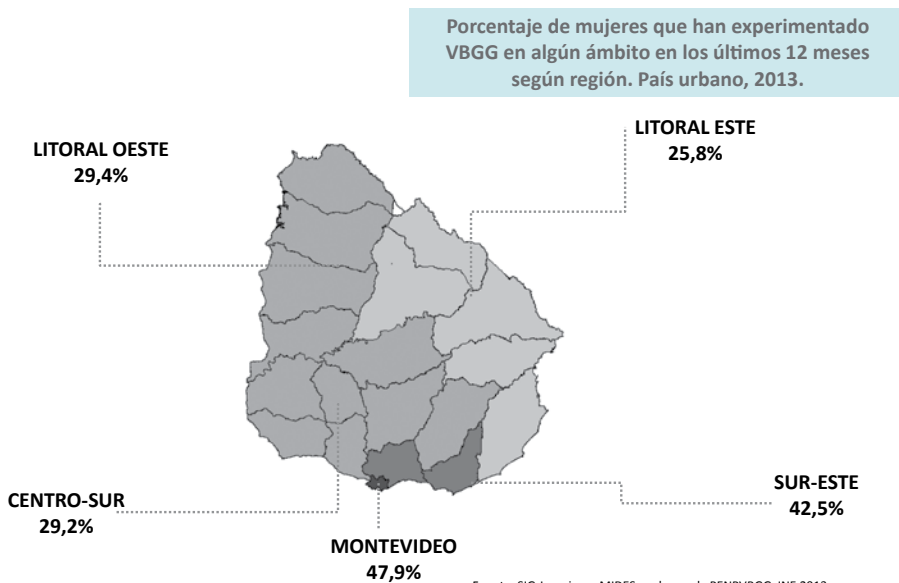 Porcentaje de mujeres que han experimentado
VBGG en algún ámbito en los últimos 12 meses
según región. País urbano, 2013.
LITORAL OESTE
29,4%
LITORAL ESTE
25,8%
CENTRO-SUR
29,2%
SUR-ESTE
42,5%
MONTEVIDEO
47,9%